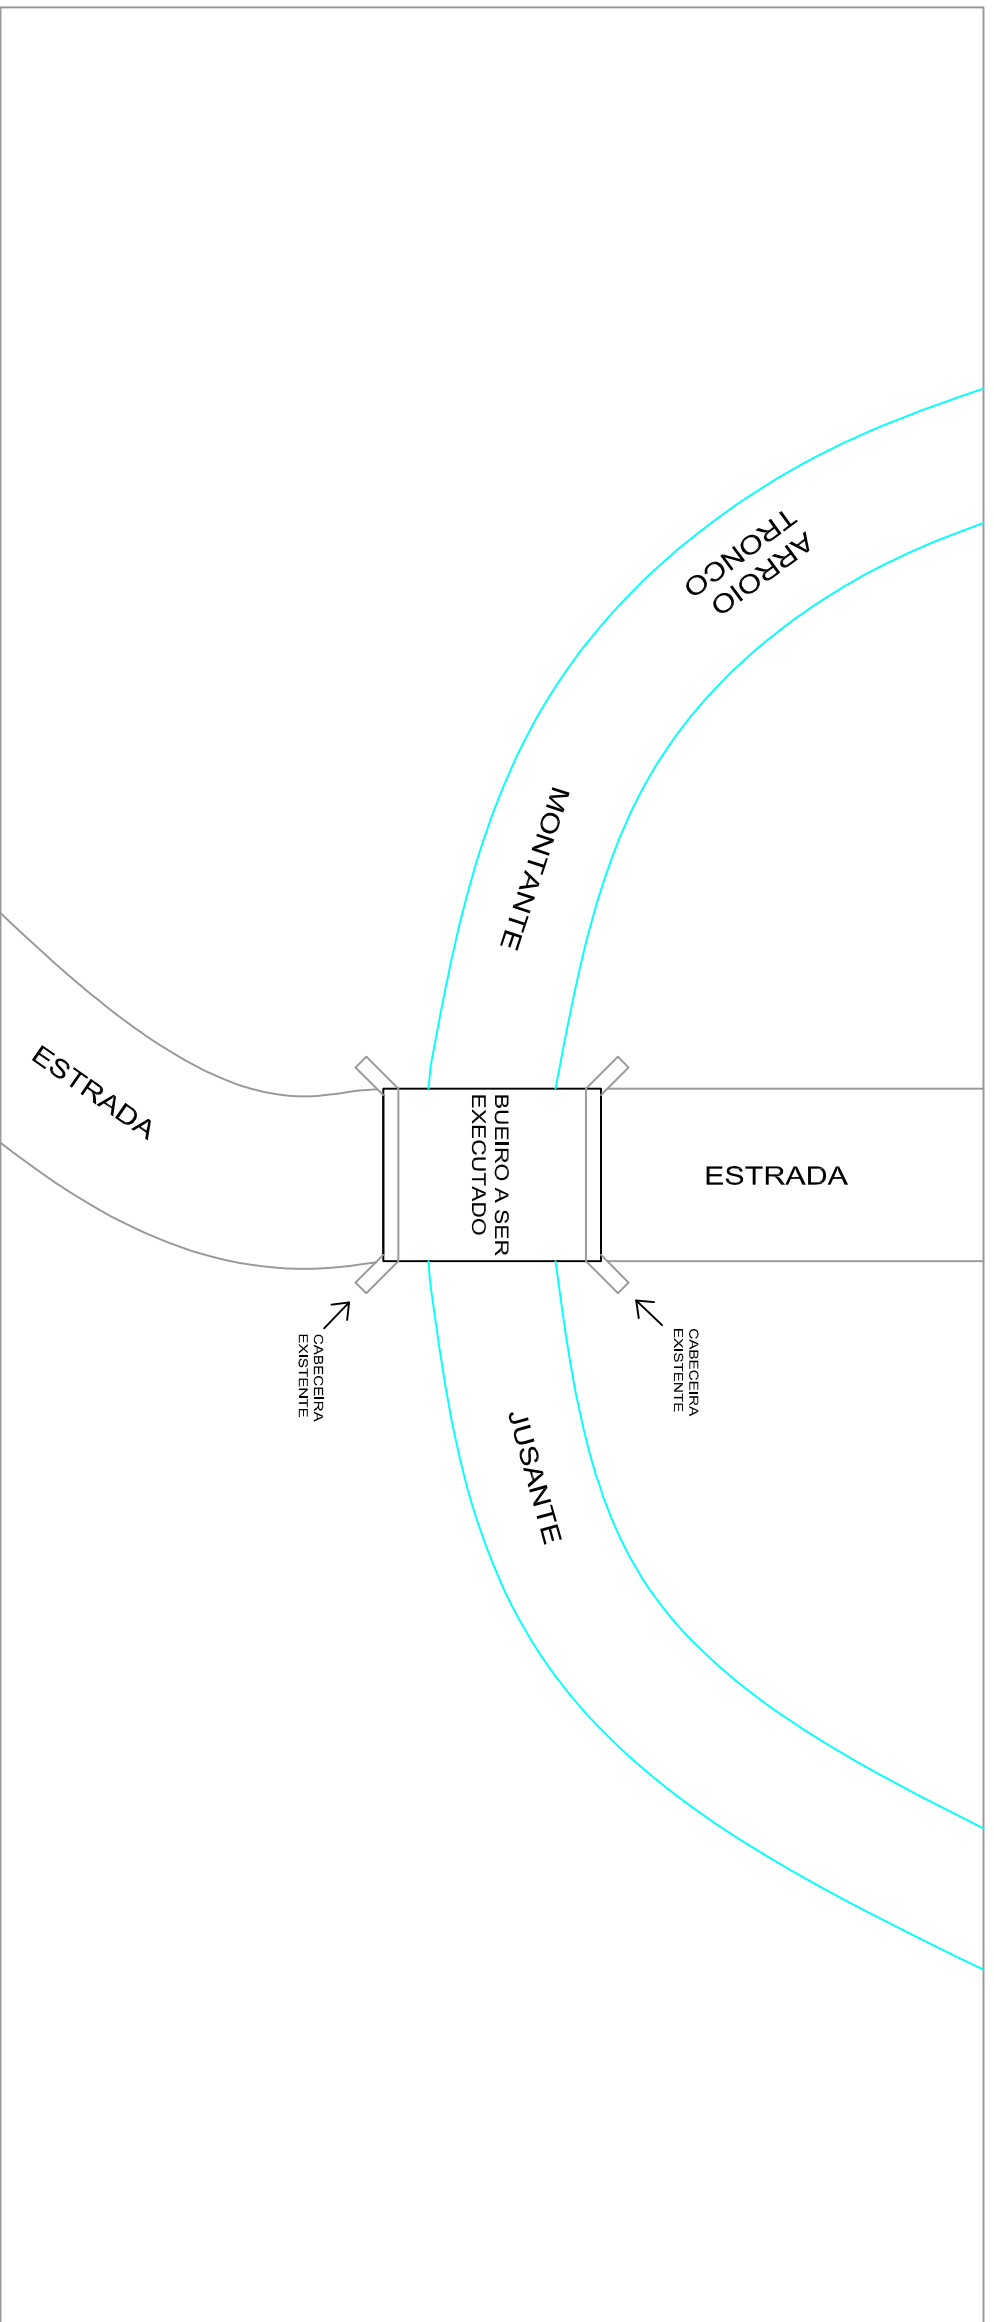 ARROIO
TRONCO
MONTANTE
ESTRADA
BUEIRO A SER
EXECUTADO
ESTRADA
CABECEIRA
EXISTENTE
CABECEIRA
EXISTENTE
JUSANTE